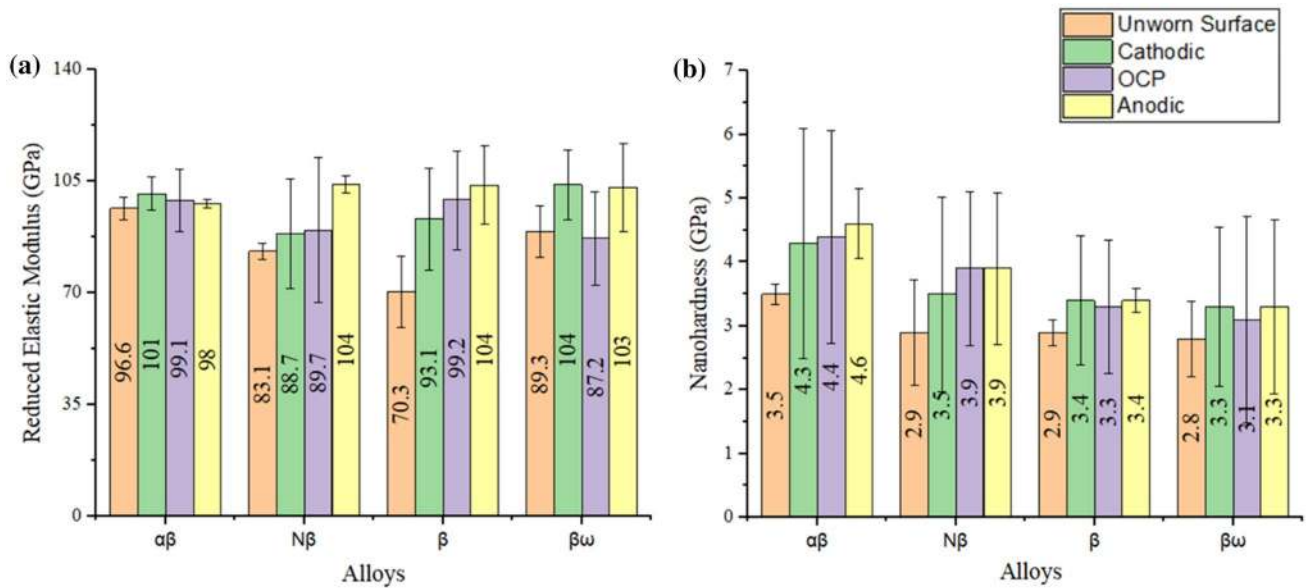 Unworn Surface
Cathodic
OCP
Anodic
(a)
Reduced Elastic Modulus (GPa)
140
105
70
35
0
96.6
101
99.1
98
83.1
88.7
89.7
104
70.3
93.1
99.2
104
89.3
104
87.2
103
αβ
Nβ
β
βω
Alloys
(b)
Nanohardness (GPa)
7
6
5
4
3
2
1
0
3.5
4.3
4.4
4.6
2.9
3.5
3.9
3.9
2.9
3.4
3.3
3.4
2.8
3.3
3.1
3.3
αβ
Nβ
β
βω
Alloys